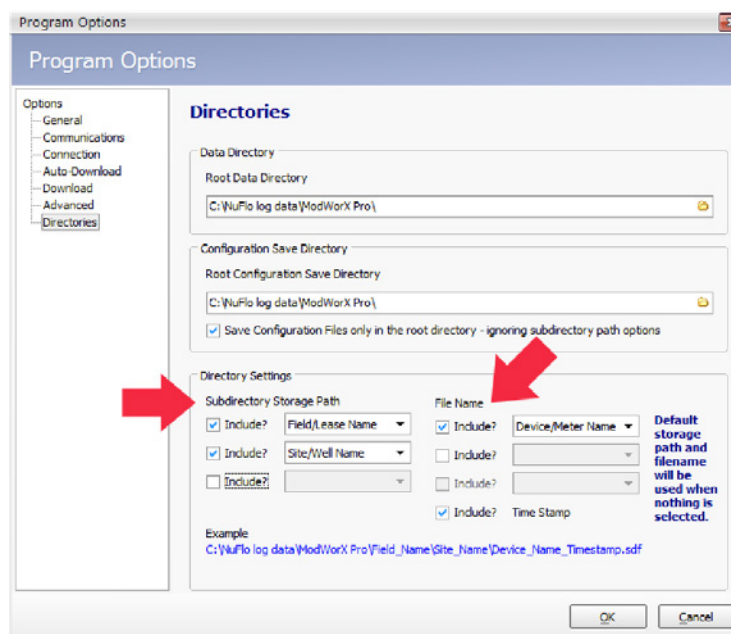 Program Options
Program Options
Options
General
Communications
Connection
Auto-Download
Download
Advanced
Directories
Directories
Data Directory
Root Data Directory
C:\NuFlo log data\ModWorX Pro\
Configuration Save Directory
Root Configuration Save Directory
C:\NuFlo log data\ModWorX Pro\
Save Configuration Files only in the root directory - ignoring subdirectory path options
Directory Settings
Subdirectory Storage Path
Include? Field/Lease Name
Include? Site/Well Name
Include?
File Name
Include? Device/Meter Name
Include?
Include?
Include? Time Stamp
Default
storage
path and
filename
will be
used when
nothing is
selected.
Example
C:\NuFlo log data\ModWorX Pro\Field_Name\Site_Name\Device_Name_Timestamp.sdf
OK Cancel